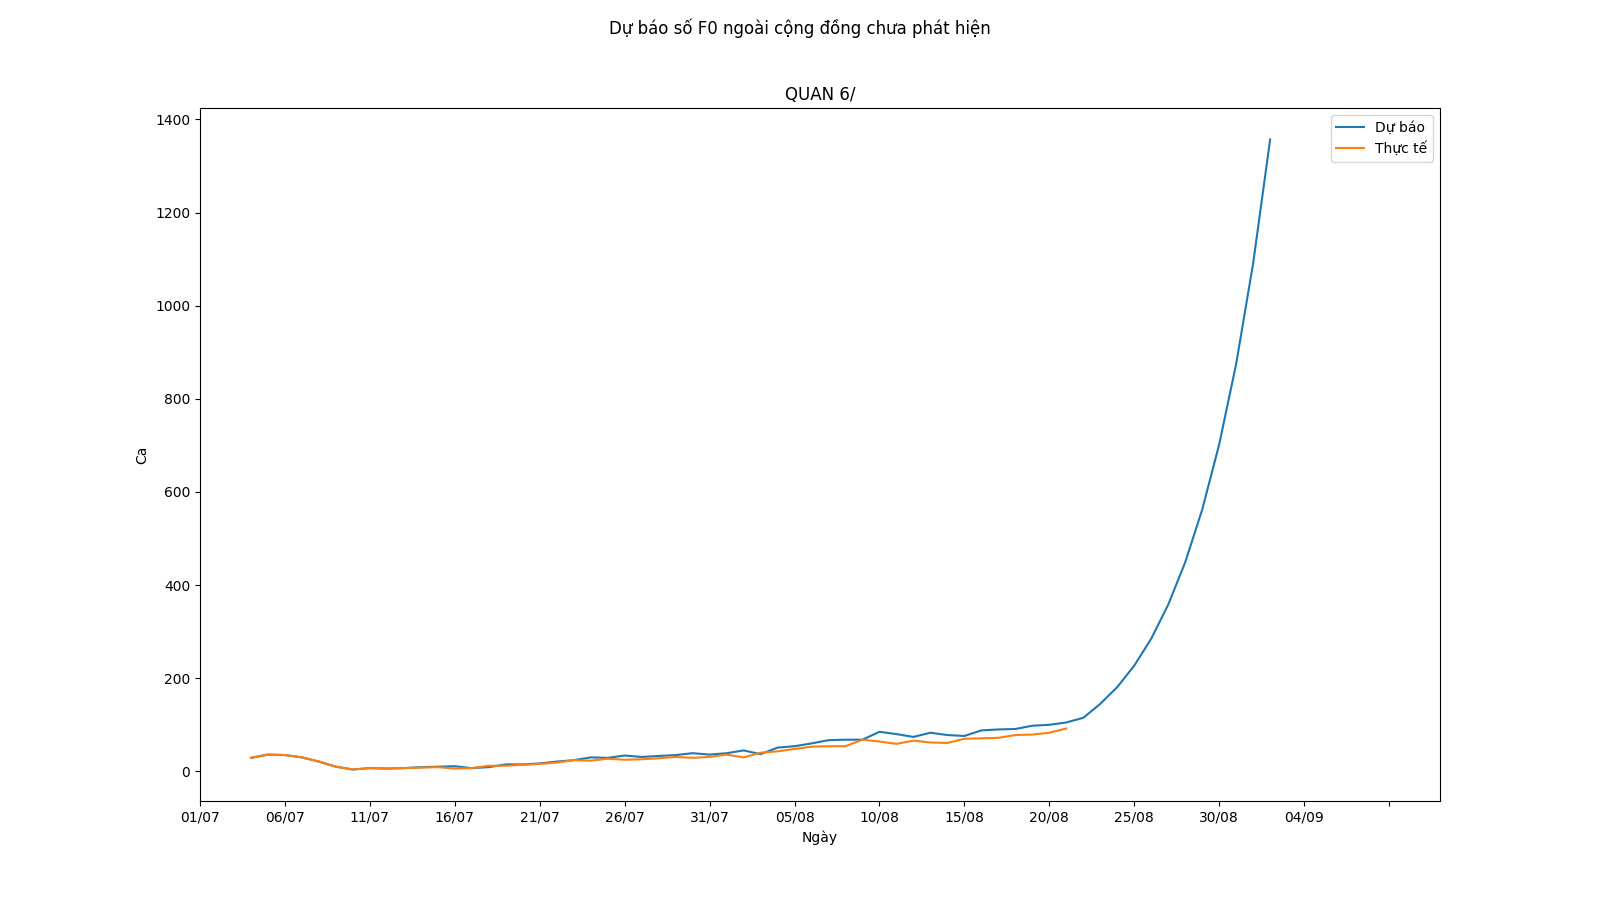 Dự báo số F0 ngoài cộng đồng chưa phát hiện
QUAN 6/
Dự báo
Thực tế
1400
1200
1000
800
600
400
200
0
Ca
01/07 06/07 11/07 16/07 21/07 26/07 31/07 05/08 10/08 15/08 20/08 25/08 30/08 04/09
Ngày